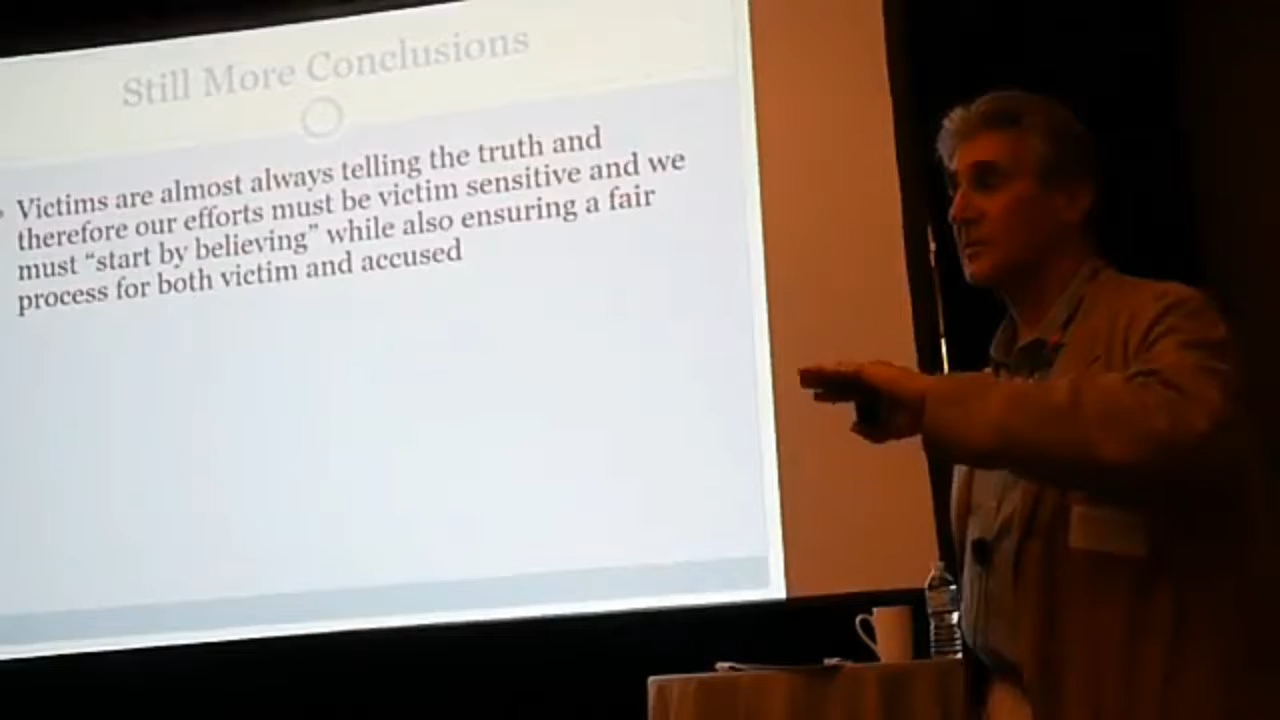 Still More Conclusions
Victims are almost always telling the truth and
therefore our efforts must be victim sensitive and we
must “start by believing” while also ensuring a fair
process for both victim and accused